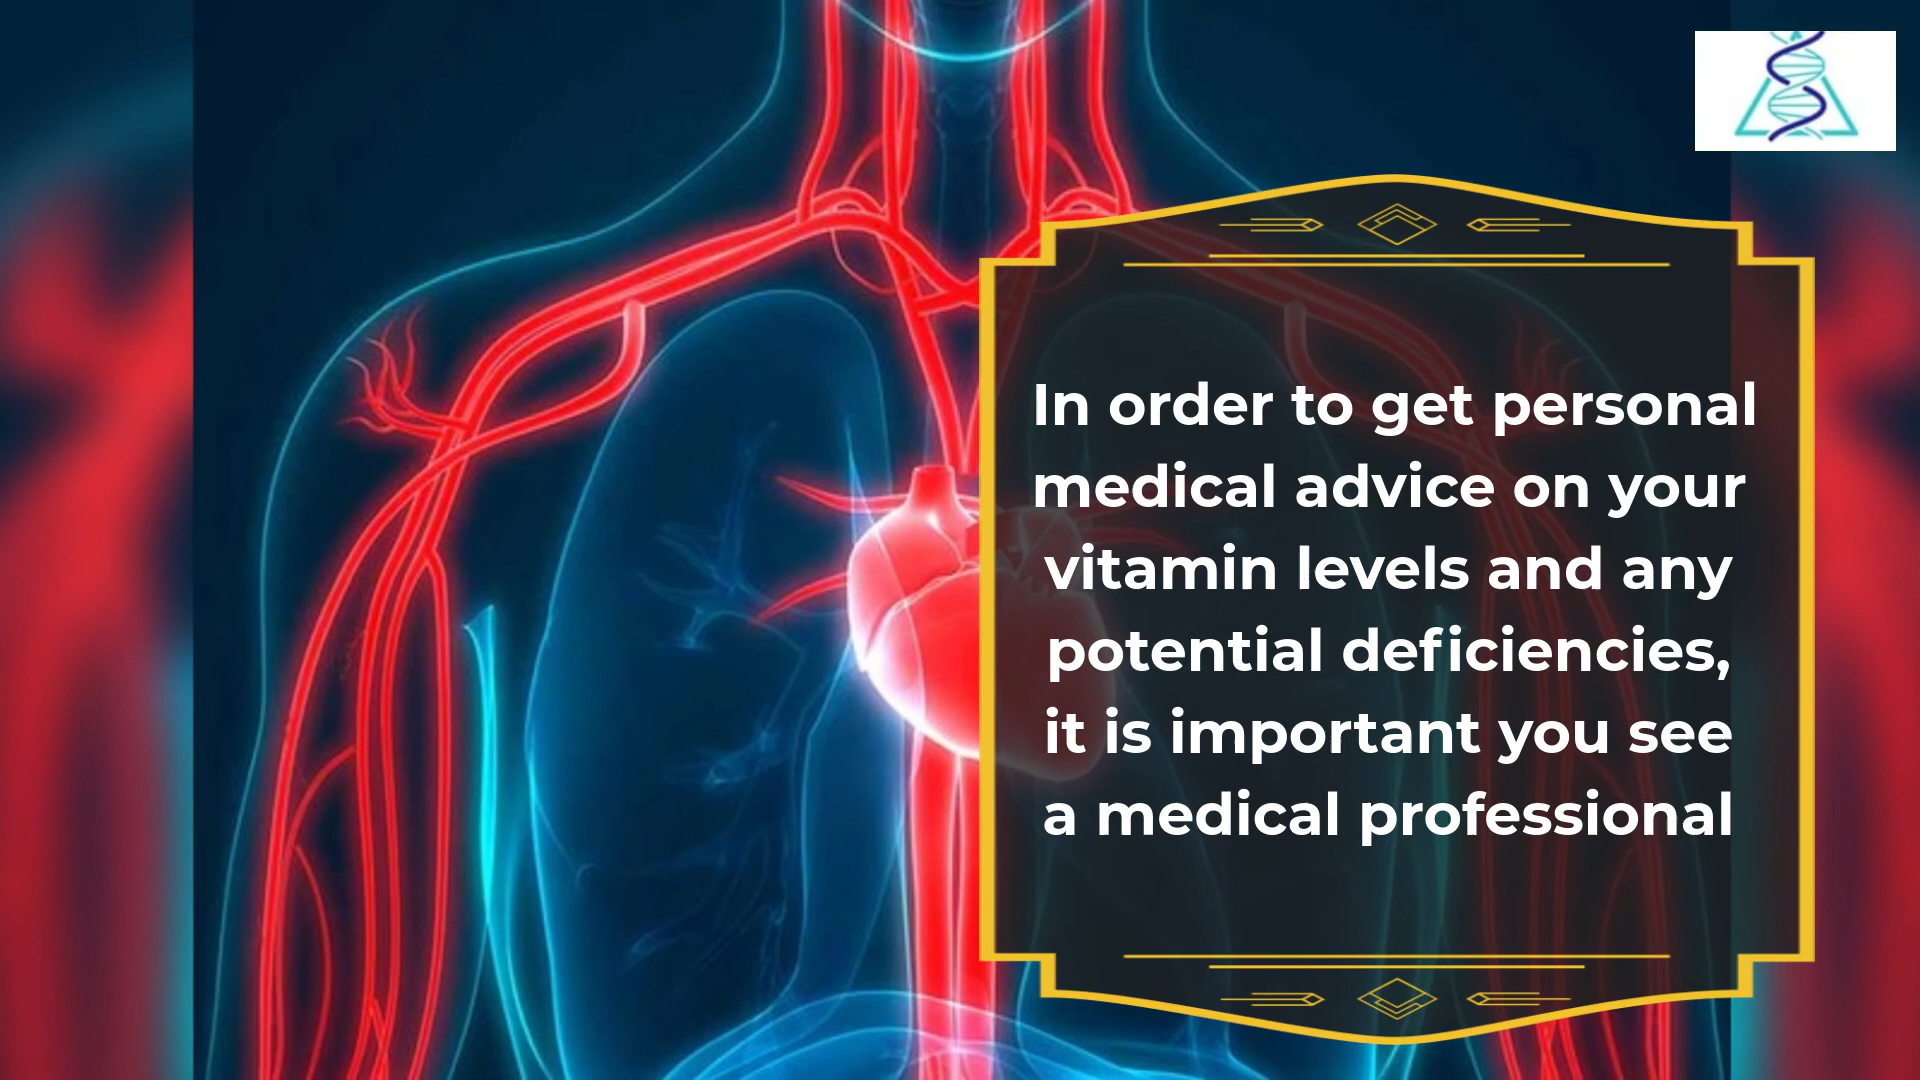 In order to get personal
medical advice on your
vitamin levels and any
potential deficiencies,
it is important you see
a medical professional